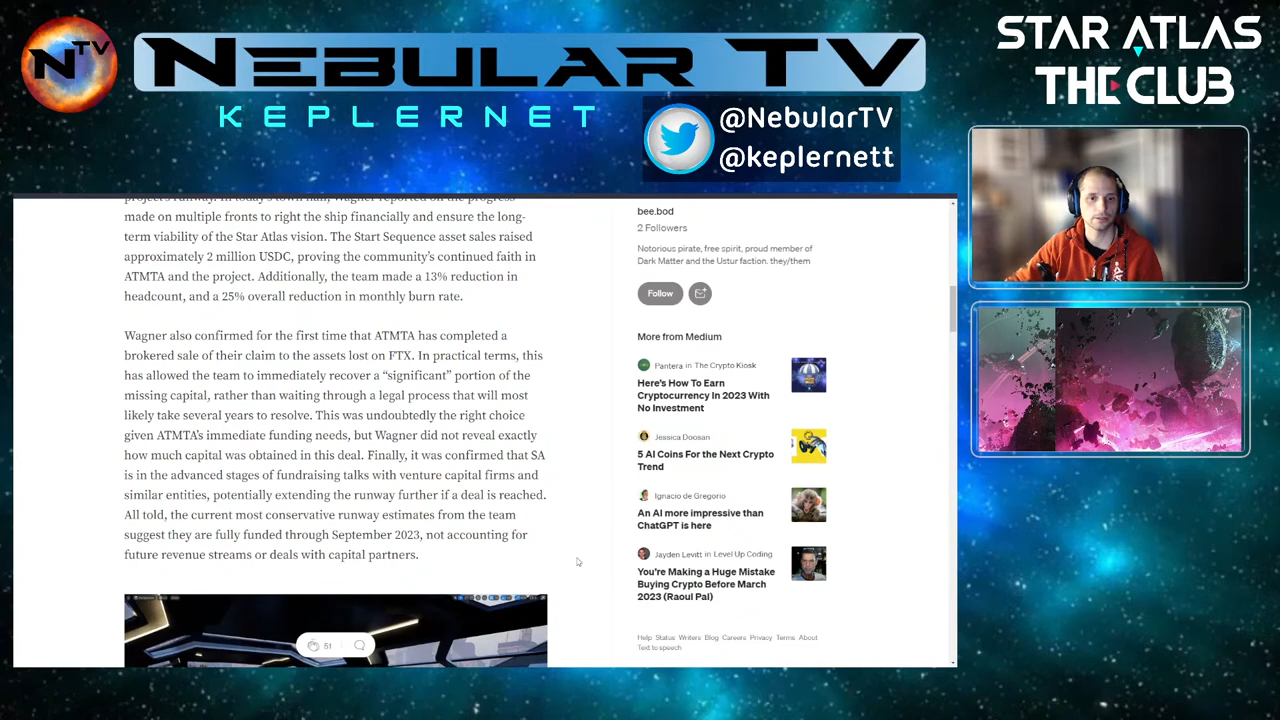 NTV
NEBULAR TV
KEPLERNET
@NebularTV
@keplernett
STAR ATLAS
THE CLUB
project's runway. In today's town hall, Wagner reported on the progress
made on multiple fronts to right the ship financially and ensure the long-
term viability of the Star Atlas vision. The Start Sequence asset sales raised
approximately 2 million USDC, proving the community's continued faith in
ATMTA and the project. Additionally, the team made a 13% reduction in
headcount, and a 25% overall reduction in monthly burn rate.
Wagner also confirmed for the first time that ATMTA has completed a
brokered sale of their claim to the assets lost on FTX. In practical terms, this
has allowed the team to immediately recover a “significant” portion of the
missing capital, rather than waiting through a legal process that will most
likely take several years to resolve. This was undoubtedly the right choice
given ATMTA's immediate funding needs, but Wagner did not reveal exactly
how much capital was obtained in this deal. Finally, it was confirmed that SA
is in the advanced stages of fundraising talks with venture capital firms and
similar entities, potentially extending the runway further if a deal is reached.
All told, the current most conservative runway estimates from the team
suggest they are fully funded through September 2023, not accounting for
future revenue streams or deals with capital partners.
51
bee.bod
2 Followers
Notorious pirate, free spirit, proud member of
Dark Matter and the Ustur faction. they/them
Follow
More from Medium
Pantera in The Crypto Kiosk
Here's How To Earn
Cryptocurrency In 2023 With
No Investment
Jessica Doosan
5 AI Coins For the Next Crypto
Trend
Ignacio de Gregorio
An AI more impressive than
ChatGPT is here
Jayden Levitt in Level Up Coding
You're Making a Huge Mistake
Buying Crypto Before March
2023 (Raoul Pal)
Help Status Writers Blog Careers Privacy Terms About
Text to speech